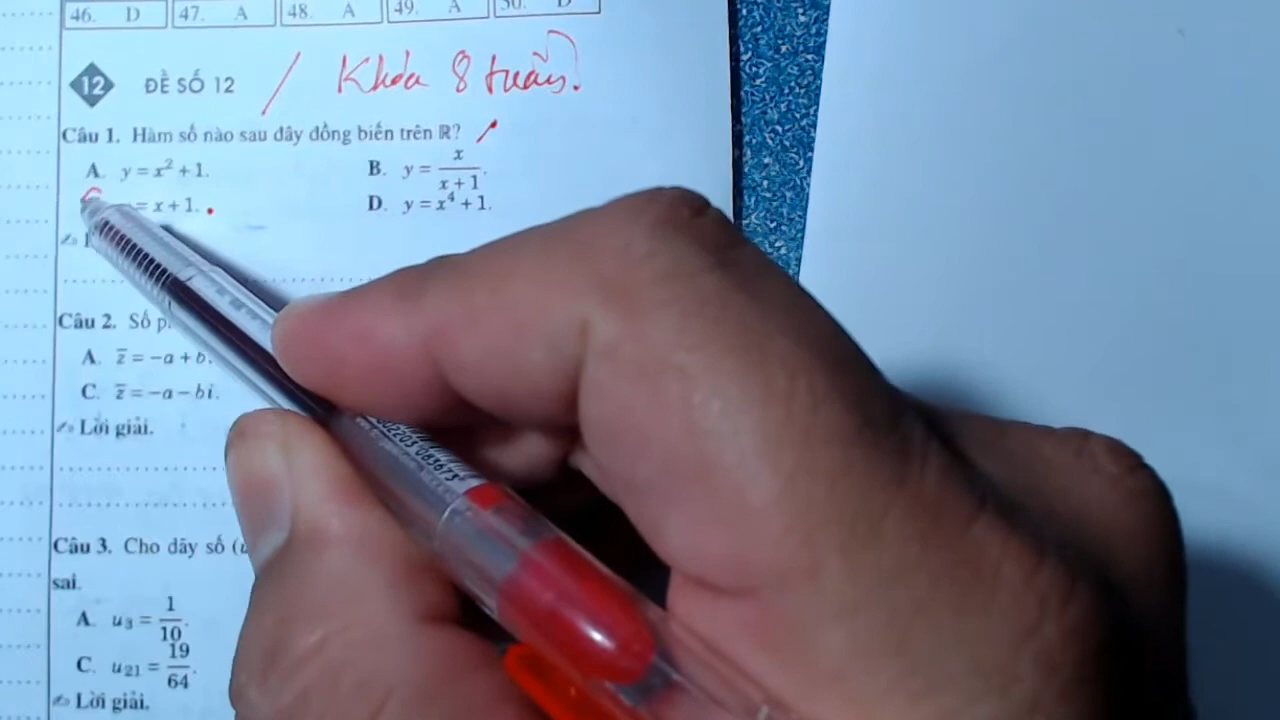 46. D 47. A 48. A 49. A 50. D
12 ĐỀ SỐ 12 / Khóa 8 tuần.
Câu 1. Hàm số nào sau đây đồng biến trên ℝ?
A. y = x² + 1. B. y = x/(x+1).
= x + 1. D. y = x⁴ + 1.
Câu 2. Số
A. z̄ = −a + b. 
C. z̄ = −a − bi.
Lời giải.
Câu 3. Cho dãy số
sai.
A. u₃ = 1/10.
C. u₂₁ = 19/64.
Lời giải.